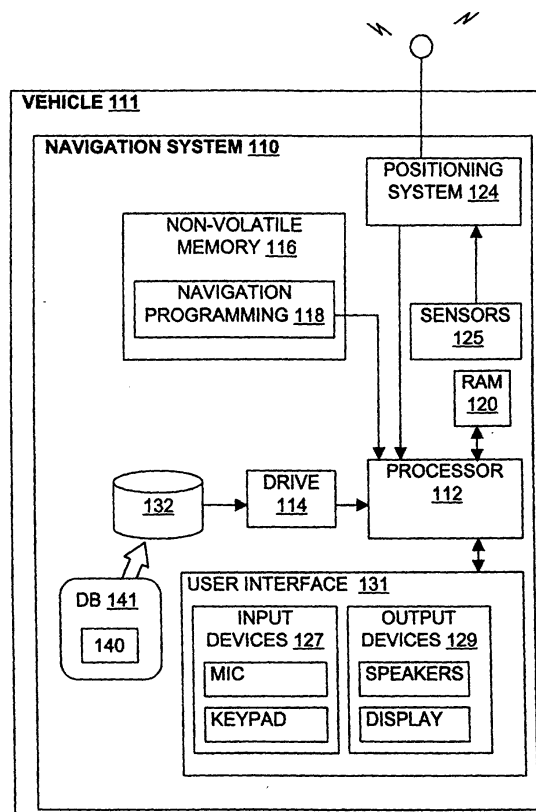 VEHICLE 111
NAVIGATION SYSTEM 110
POSITIONING
SYSTEM 124
NON-VOLATILE
MEMORY 116
NAVIGATION
PROGRAMMING 118
SENSORS
125
RAM
120
PROCESSOR
112
DRIVE
114
132
DB 141
140
USER INTERFACE 131
INPUT
DEVICES 127
MIC
KEYPAD
OUTPUT
DEVICES 129
SPEAKERS
DISPLAY